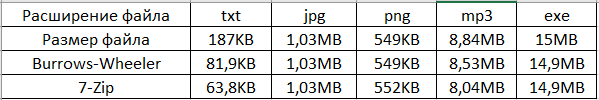 Расширение файла txt jpg png mp3 exe
Размер файла 187KB 1,03MB 549KB 8,84MB 15MB
Burrows-Wheeler 81,9KB 1,03MB 549KB 8,53MB 14,9MB
7-Zip 63,8KB 1,03MB 552KB 8,04MB 14,9MB